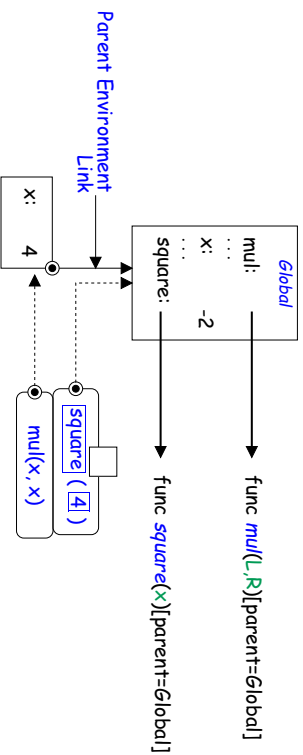 Global
mul:
...
x: -2
...
square:
func mul(L,R)[parent=Global]
func square(x)[parent=Global]
Parent Environment
Link
x: 4
square ( 4 )
mul(x, x)